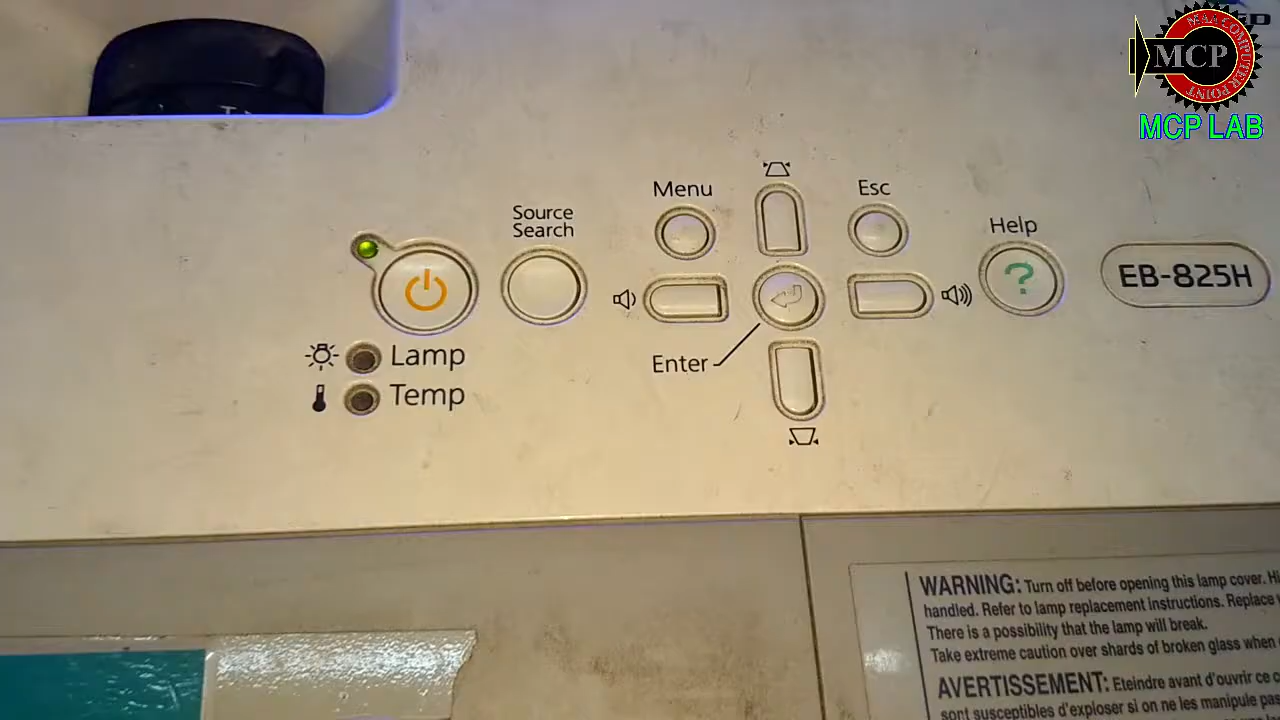 MAA COMPUTER POINT
MCP
MCP LAB
Menu
Esc
Source
Search
Help
EB-825H
Enter
Lamp
Temp
WARNING: Turn off before opening this lamp cover.
handled. Refer to lamp replacement instructions. Replace
There is a possibility that the lamp will break.
Take extreme caution over shards of broken glass when
AVERTISSEMENT: Eteindre avant d'ouvrir ce
sont susceptibles d'exploser si on ne les manipule pas